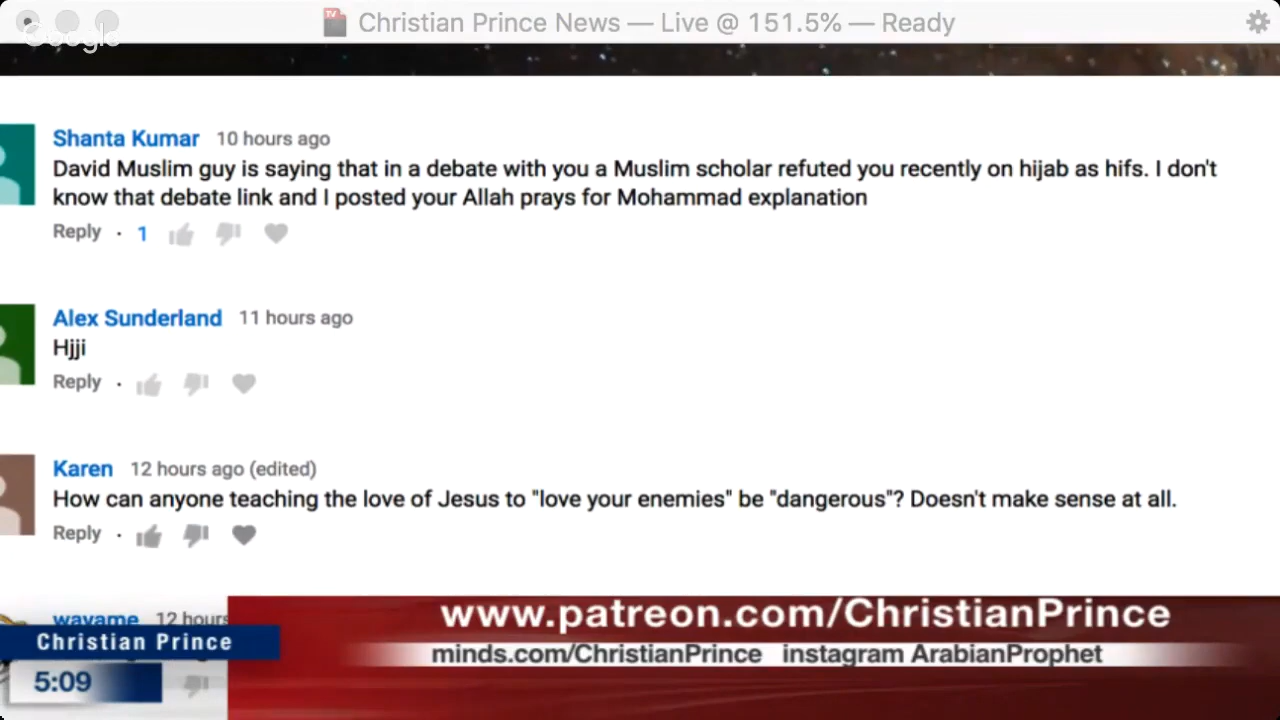 Christian Prince News — Live @ 151.5% — Ready
Google
Shanta Kumar 10 hours ago
David Muslim guy is saying that in a debate with you a Muslim scholar refuted you recently on hijab as hifs. I don't
know that debate link and I posted your Allah prays for Mohammad explanation
Reply · 1
Alex Sunderland 11 hours ago
Hjji
Reply ·
Karen 12 hours ago (edited)
How can anyone teaching the love of Jesus to "love your enemies" be "dangerous"? Doesn't make sense at all.
Reply ·
wayame 12 hours
Christian Prince
5:09
www.patreon.com/ChristianPrince
minds.com/ChristianPrince instagram ArabianProphet